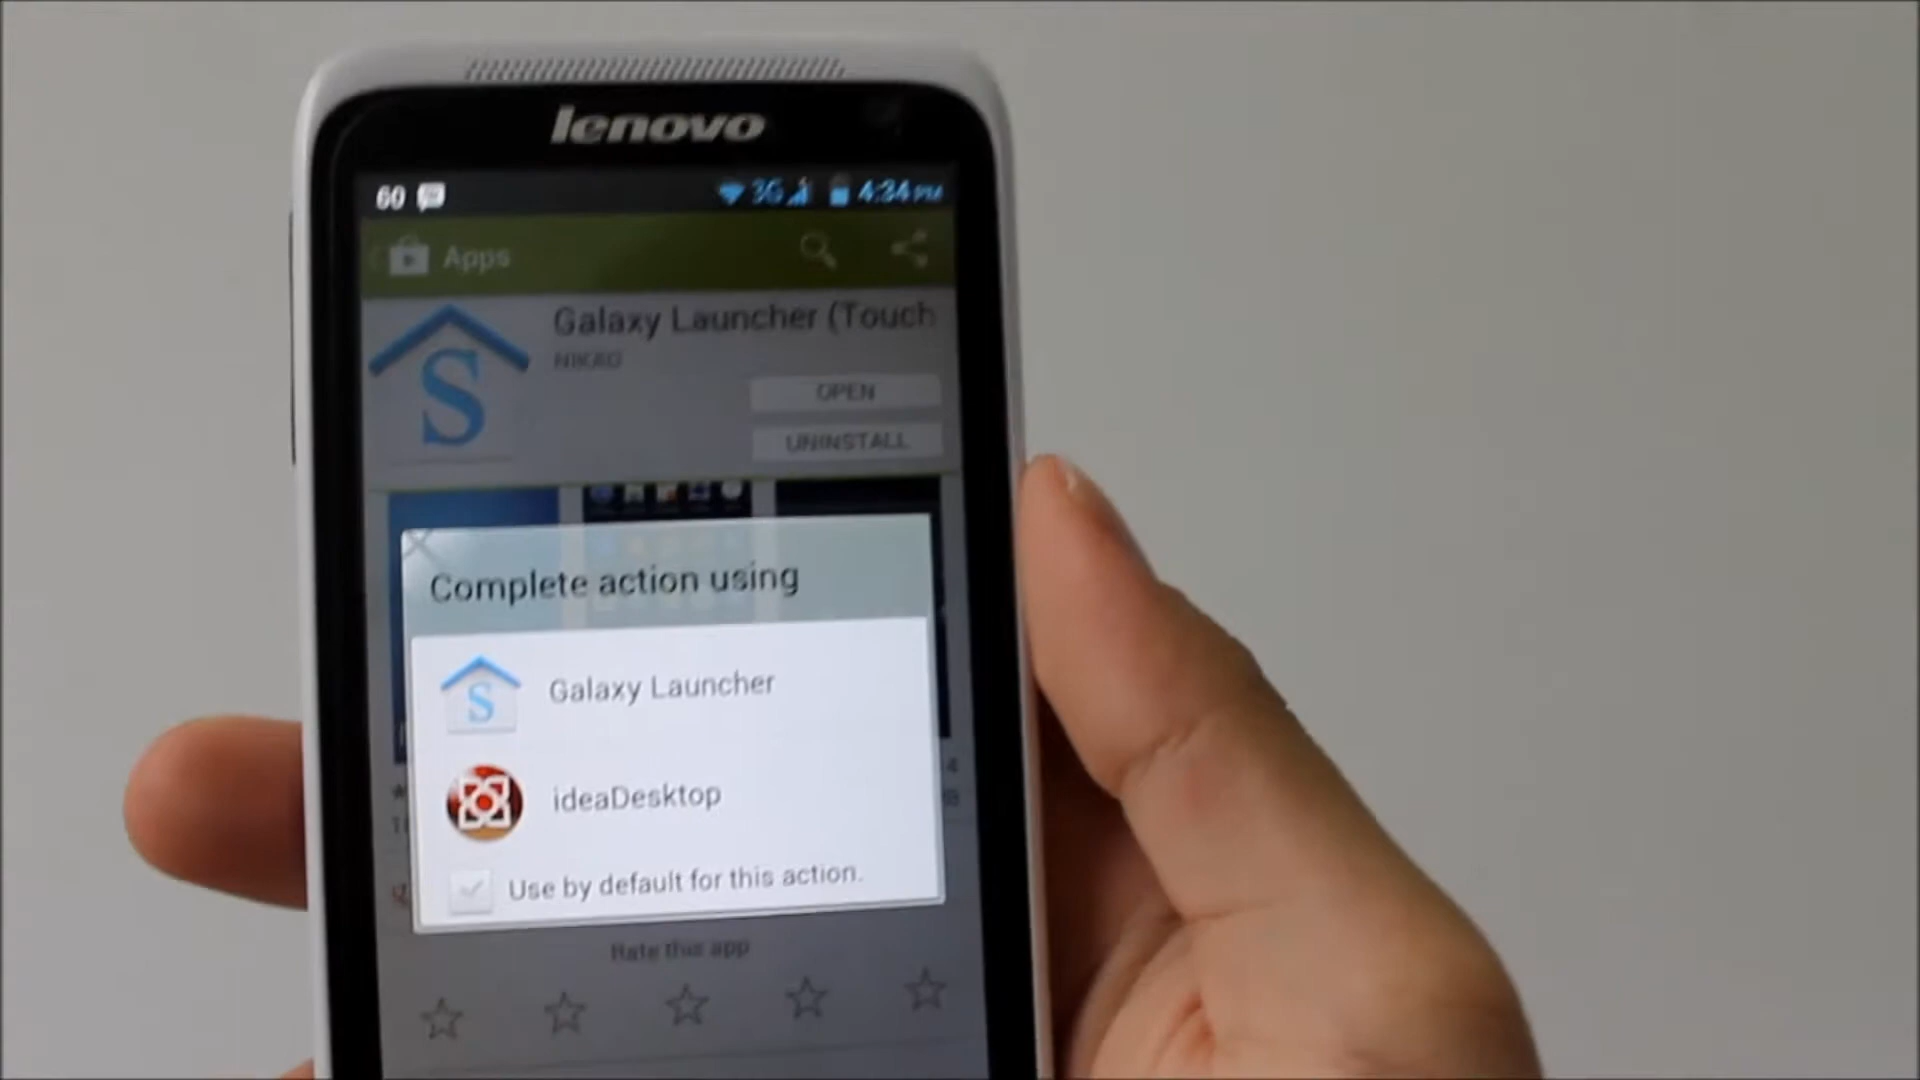 lenovo
60 3G 4:34 PM
Apps
Galaxy Launcher (Touch
OPEN
UNINSTALL
Complete action using
S Galaxy Launcher
ideaDesktop
Use by default for this action.
Rate this app